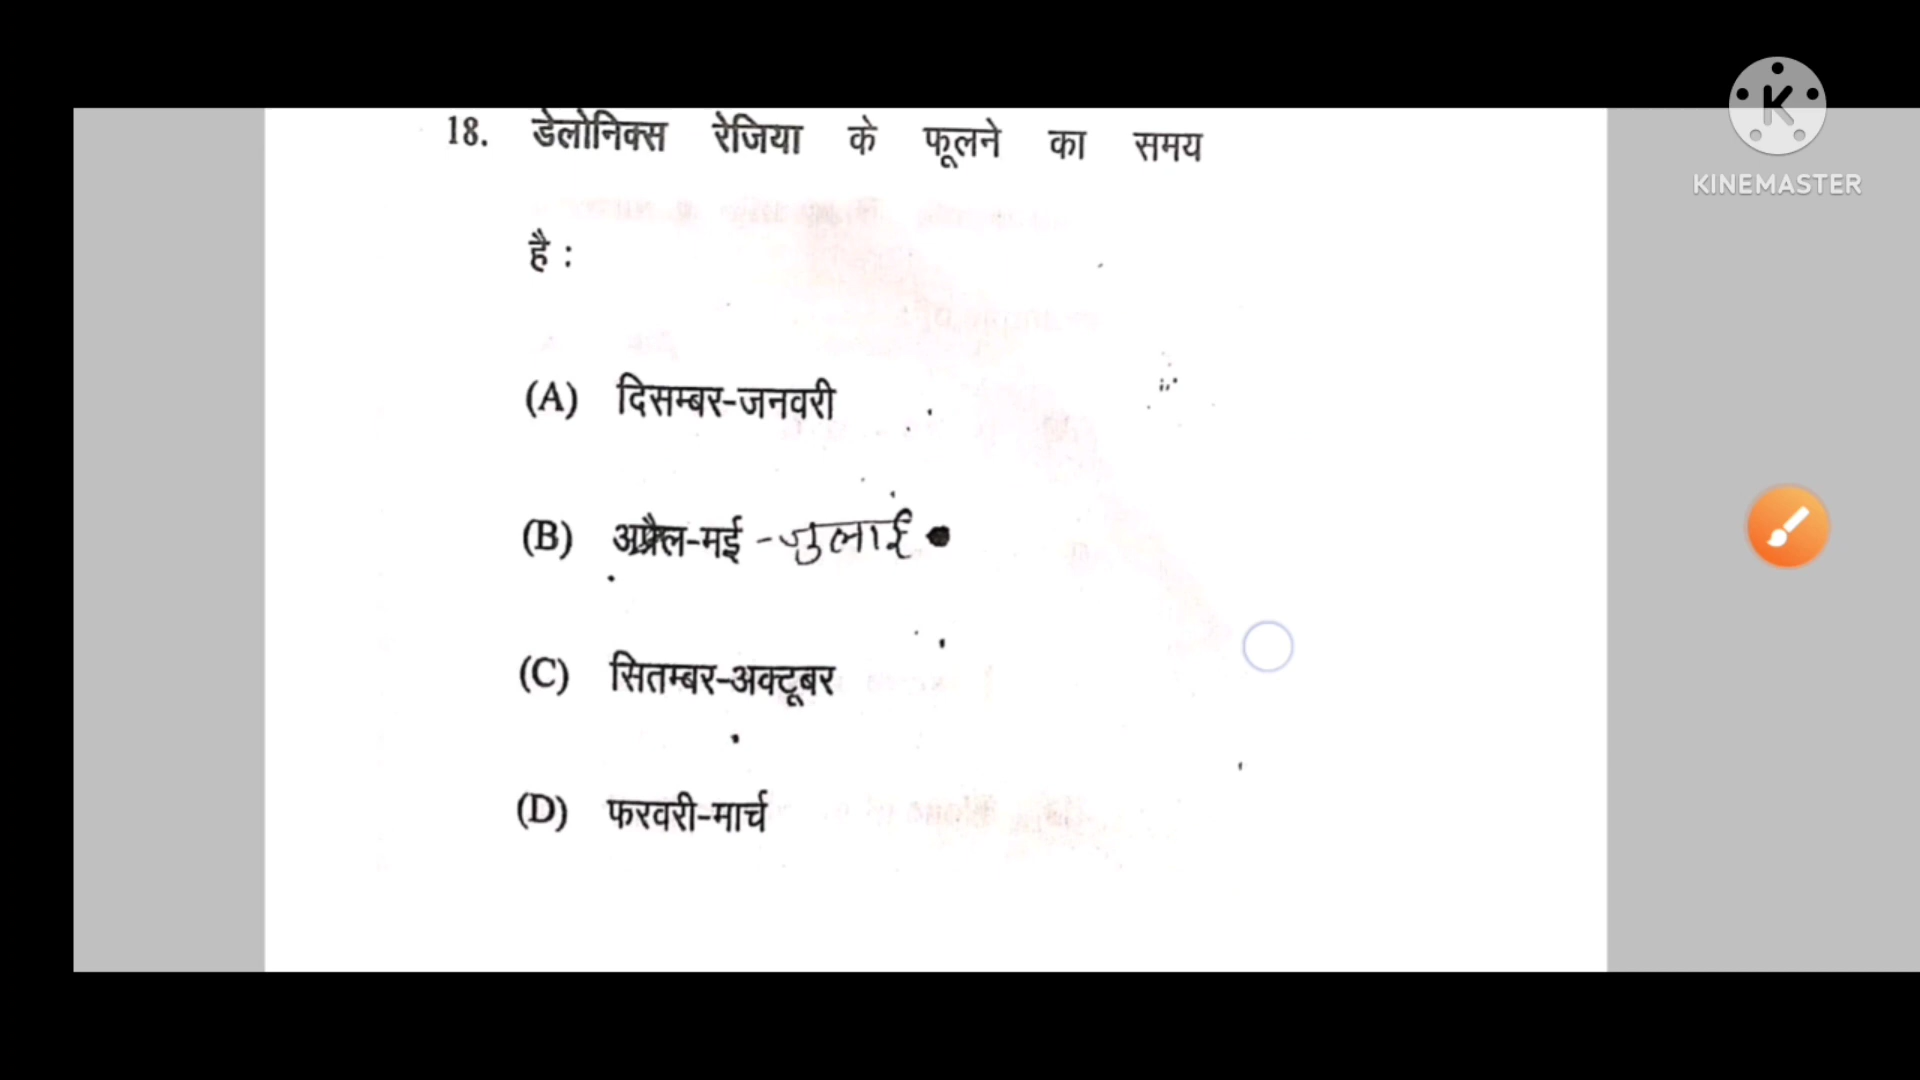 18. डेलोनिक्स रेजिया के फूलने का समय
है :
(A) दिसम्बर-जनवरी
(B) अप्रैल-मई -जुलाई
(C) सितम्बर-अक्टूबर
(D) फरवरी-मार्च
K
KINEMASTER